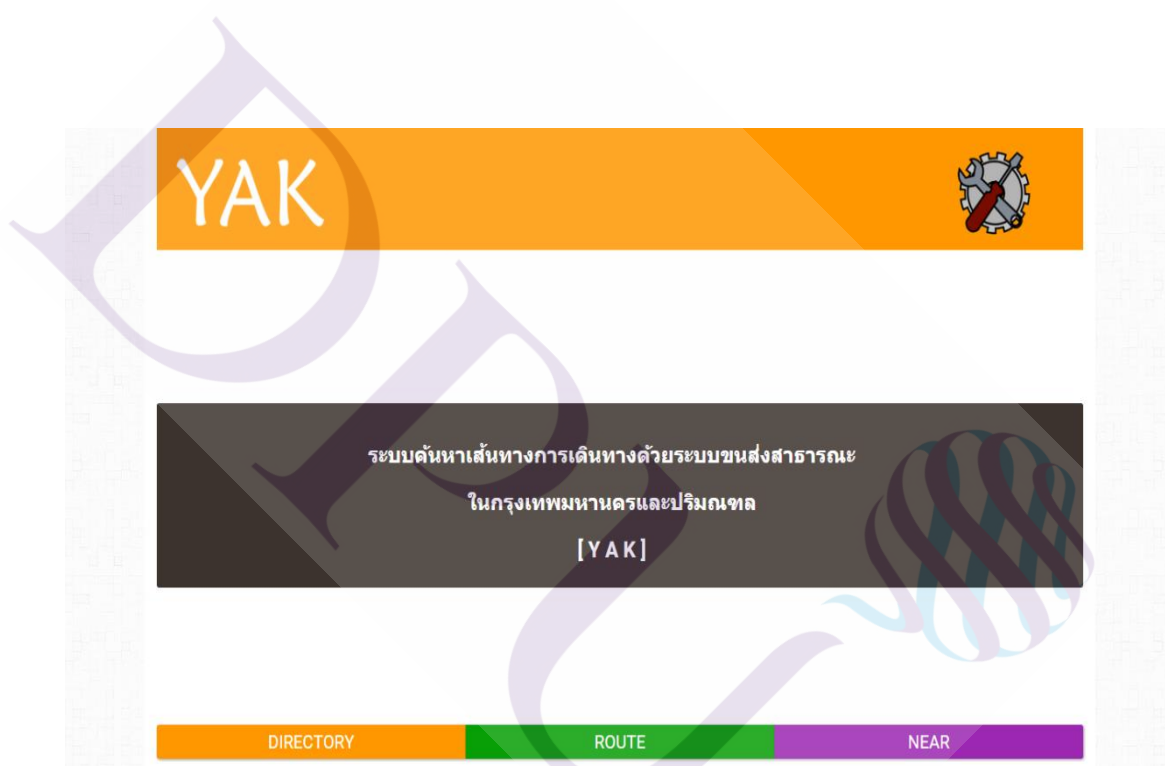 YAK
ระบบค้นหาเส้นทางการเดินทางด้วยระบบขนส่งสาธารณะ
ในกรุงเทพมหานครและปริมณฑล
[YAK]
DIRECTORY ROUTE NEAR
DPU